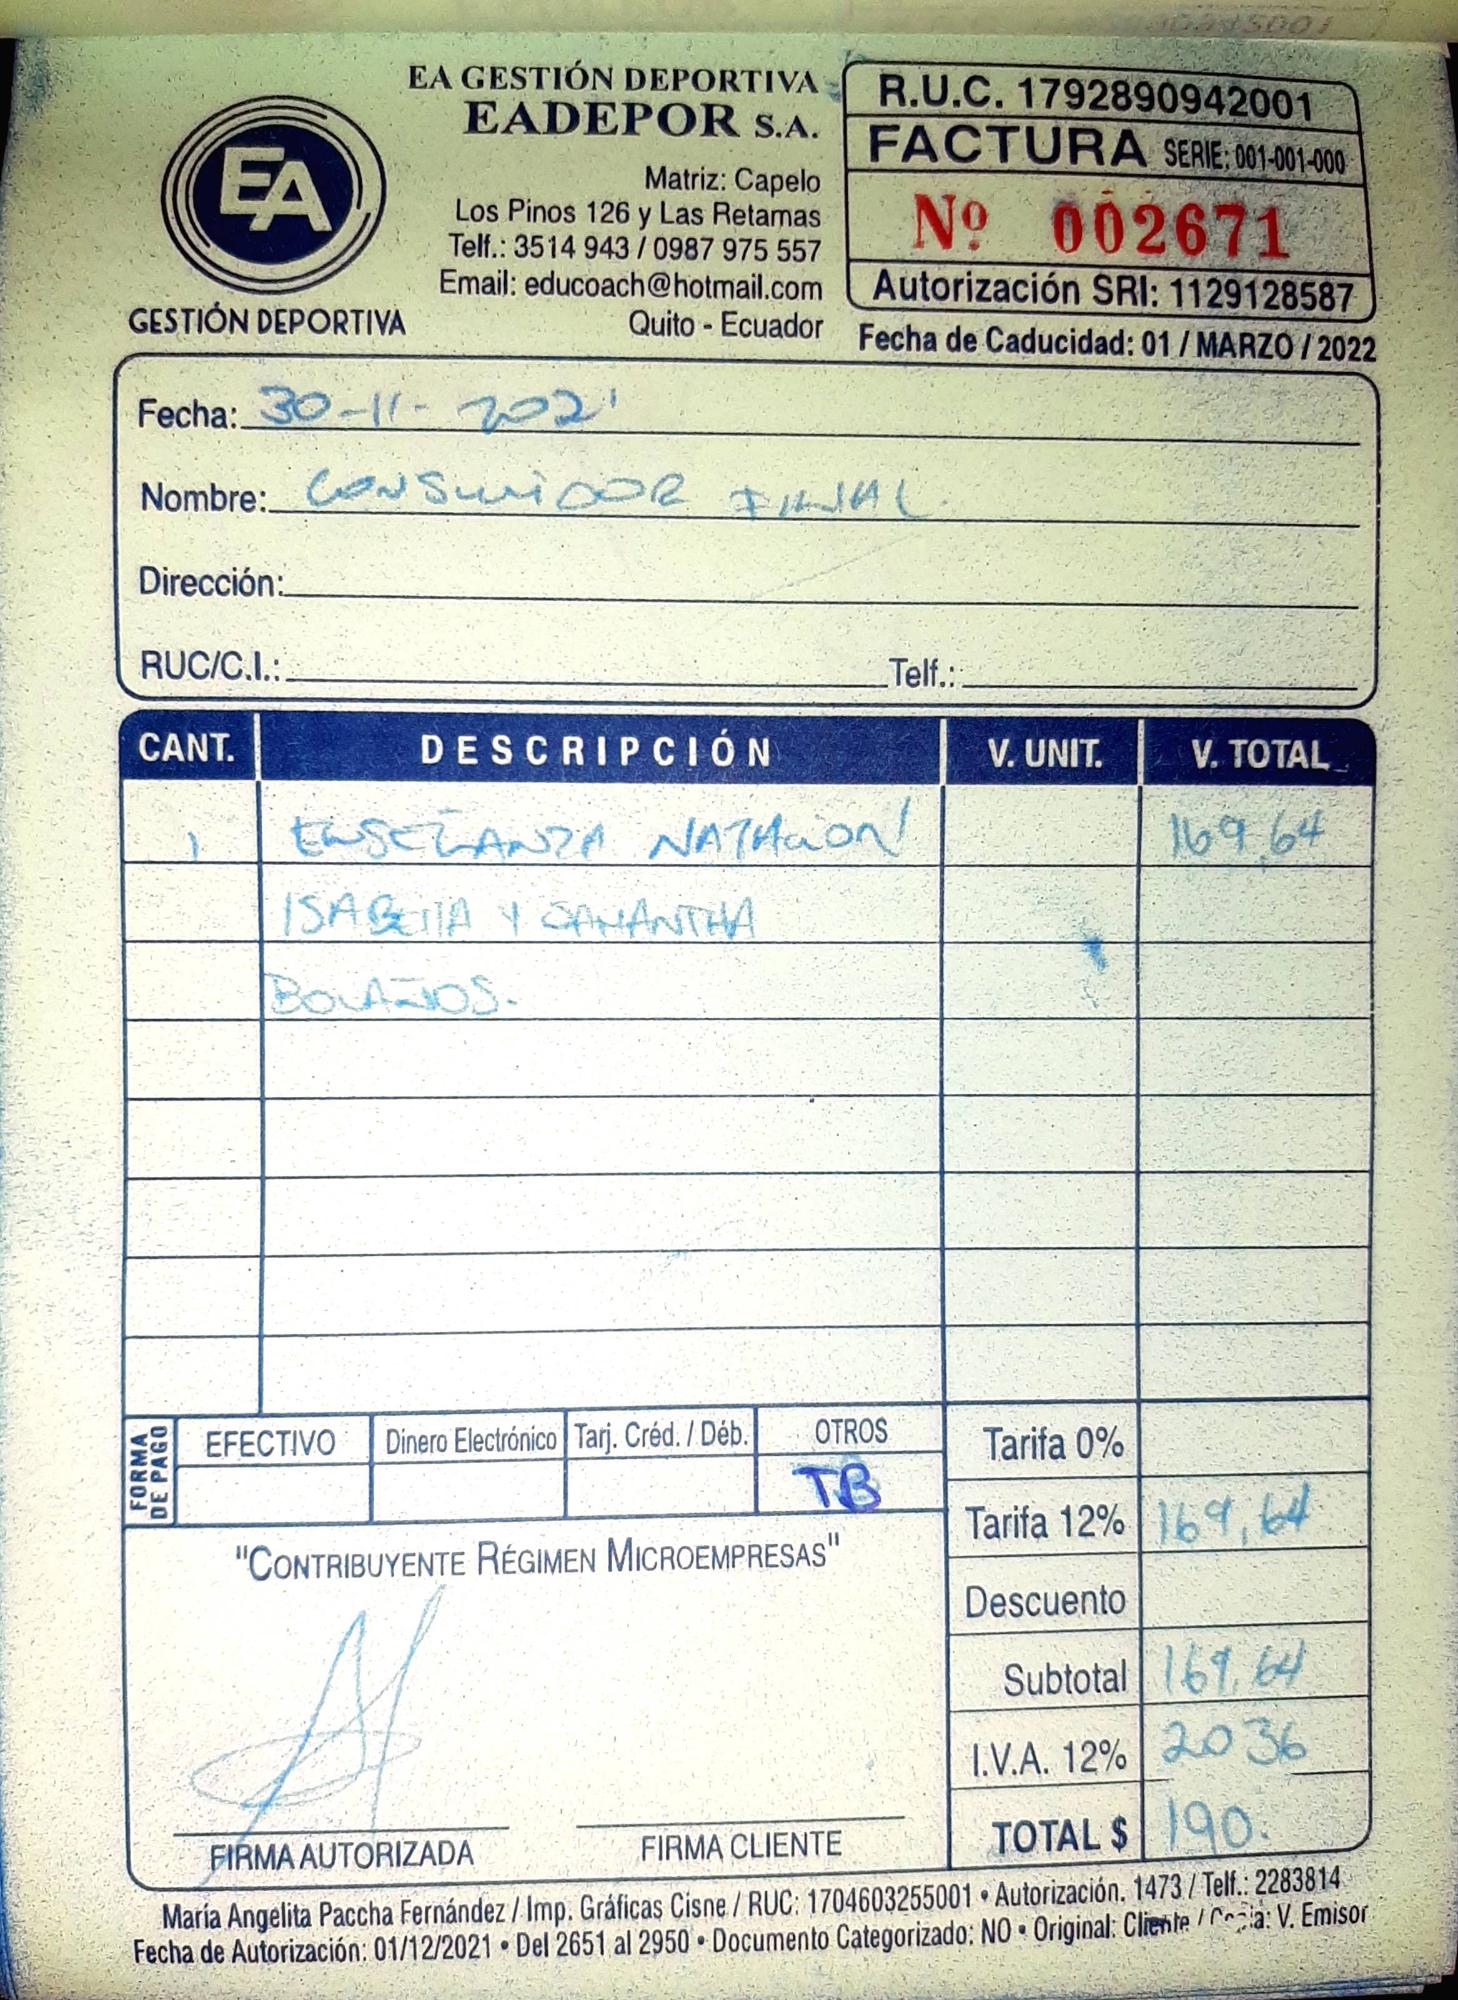 EA GESTIÓN DEPORTIVA
EADEPOR S.A.
Matriz: Capelo
Los Pinos 126 y Las Retamas
Telf.: 3514 943 / 0987 975 557
Email: educoach@hotmail.com
Quito - Ecuador
EA
GESTIÓN DEPORTIVA
R.U.C. 1792890942001
FACTURA SERIE: 001-001-000
Nº 002671
Autorización SRI: 1129128587
Fecha de Caducidad: 01 / MARZO / 2022
Fecha: 30-11-2021
Nombre: CONSUMIDOR FINAL
Dirección:
RUC/C.I.: Telf.:
CANT. DESCRIPCIÓN V. UNIT. V. TOTAL
1 ENSEÑANZA NATACION 169,64
ISABELLA Y SAMANTHA
BOLAÑOS.
FORMA DE PAGO
EFECTIVO Dinero Electrónico Tarj. Créd. / Déb. OTROS
TB
Tarifa 0%
Tarifa 12% 169,64
Descuento
Subtotal 169,64
I.V.A. 12% 20 36
TOTAL $ 190.
"CONTRIBUYENTE RÉGIMEN MICROEMPRESAS"
FIRMA AUTORIZADA FIRMA CLIENTE
María Angelita Paccha Fernández / Imp. Gráficas Cisne / RUC: 1704603255001 • Autorización. 1473 / Telf.: 2283814
Fecha de Autorización: 01/12/2021 • Del 2651 al 2950 • Documento Categorizado: NO • Original: Cliente / Copia: V. Emisor